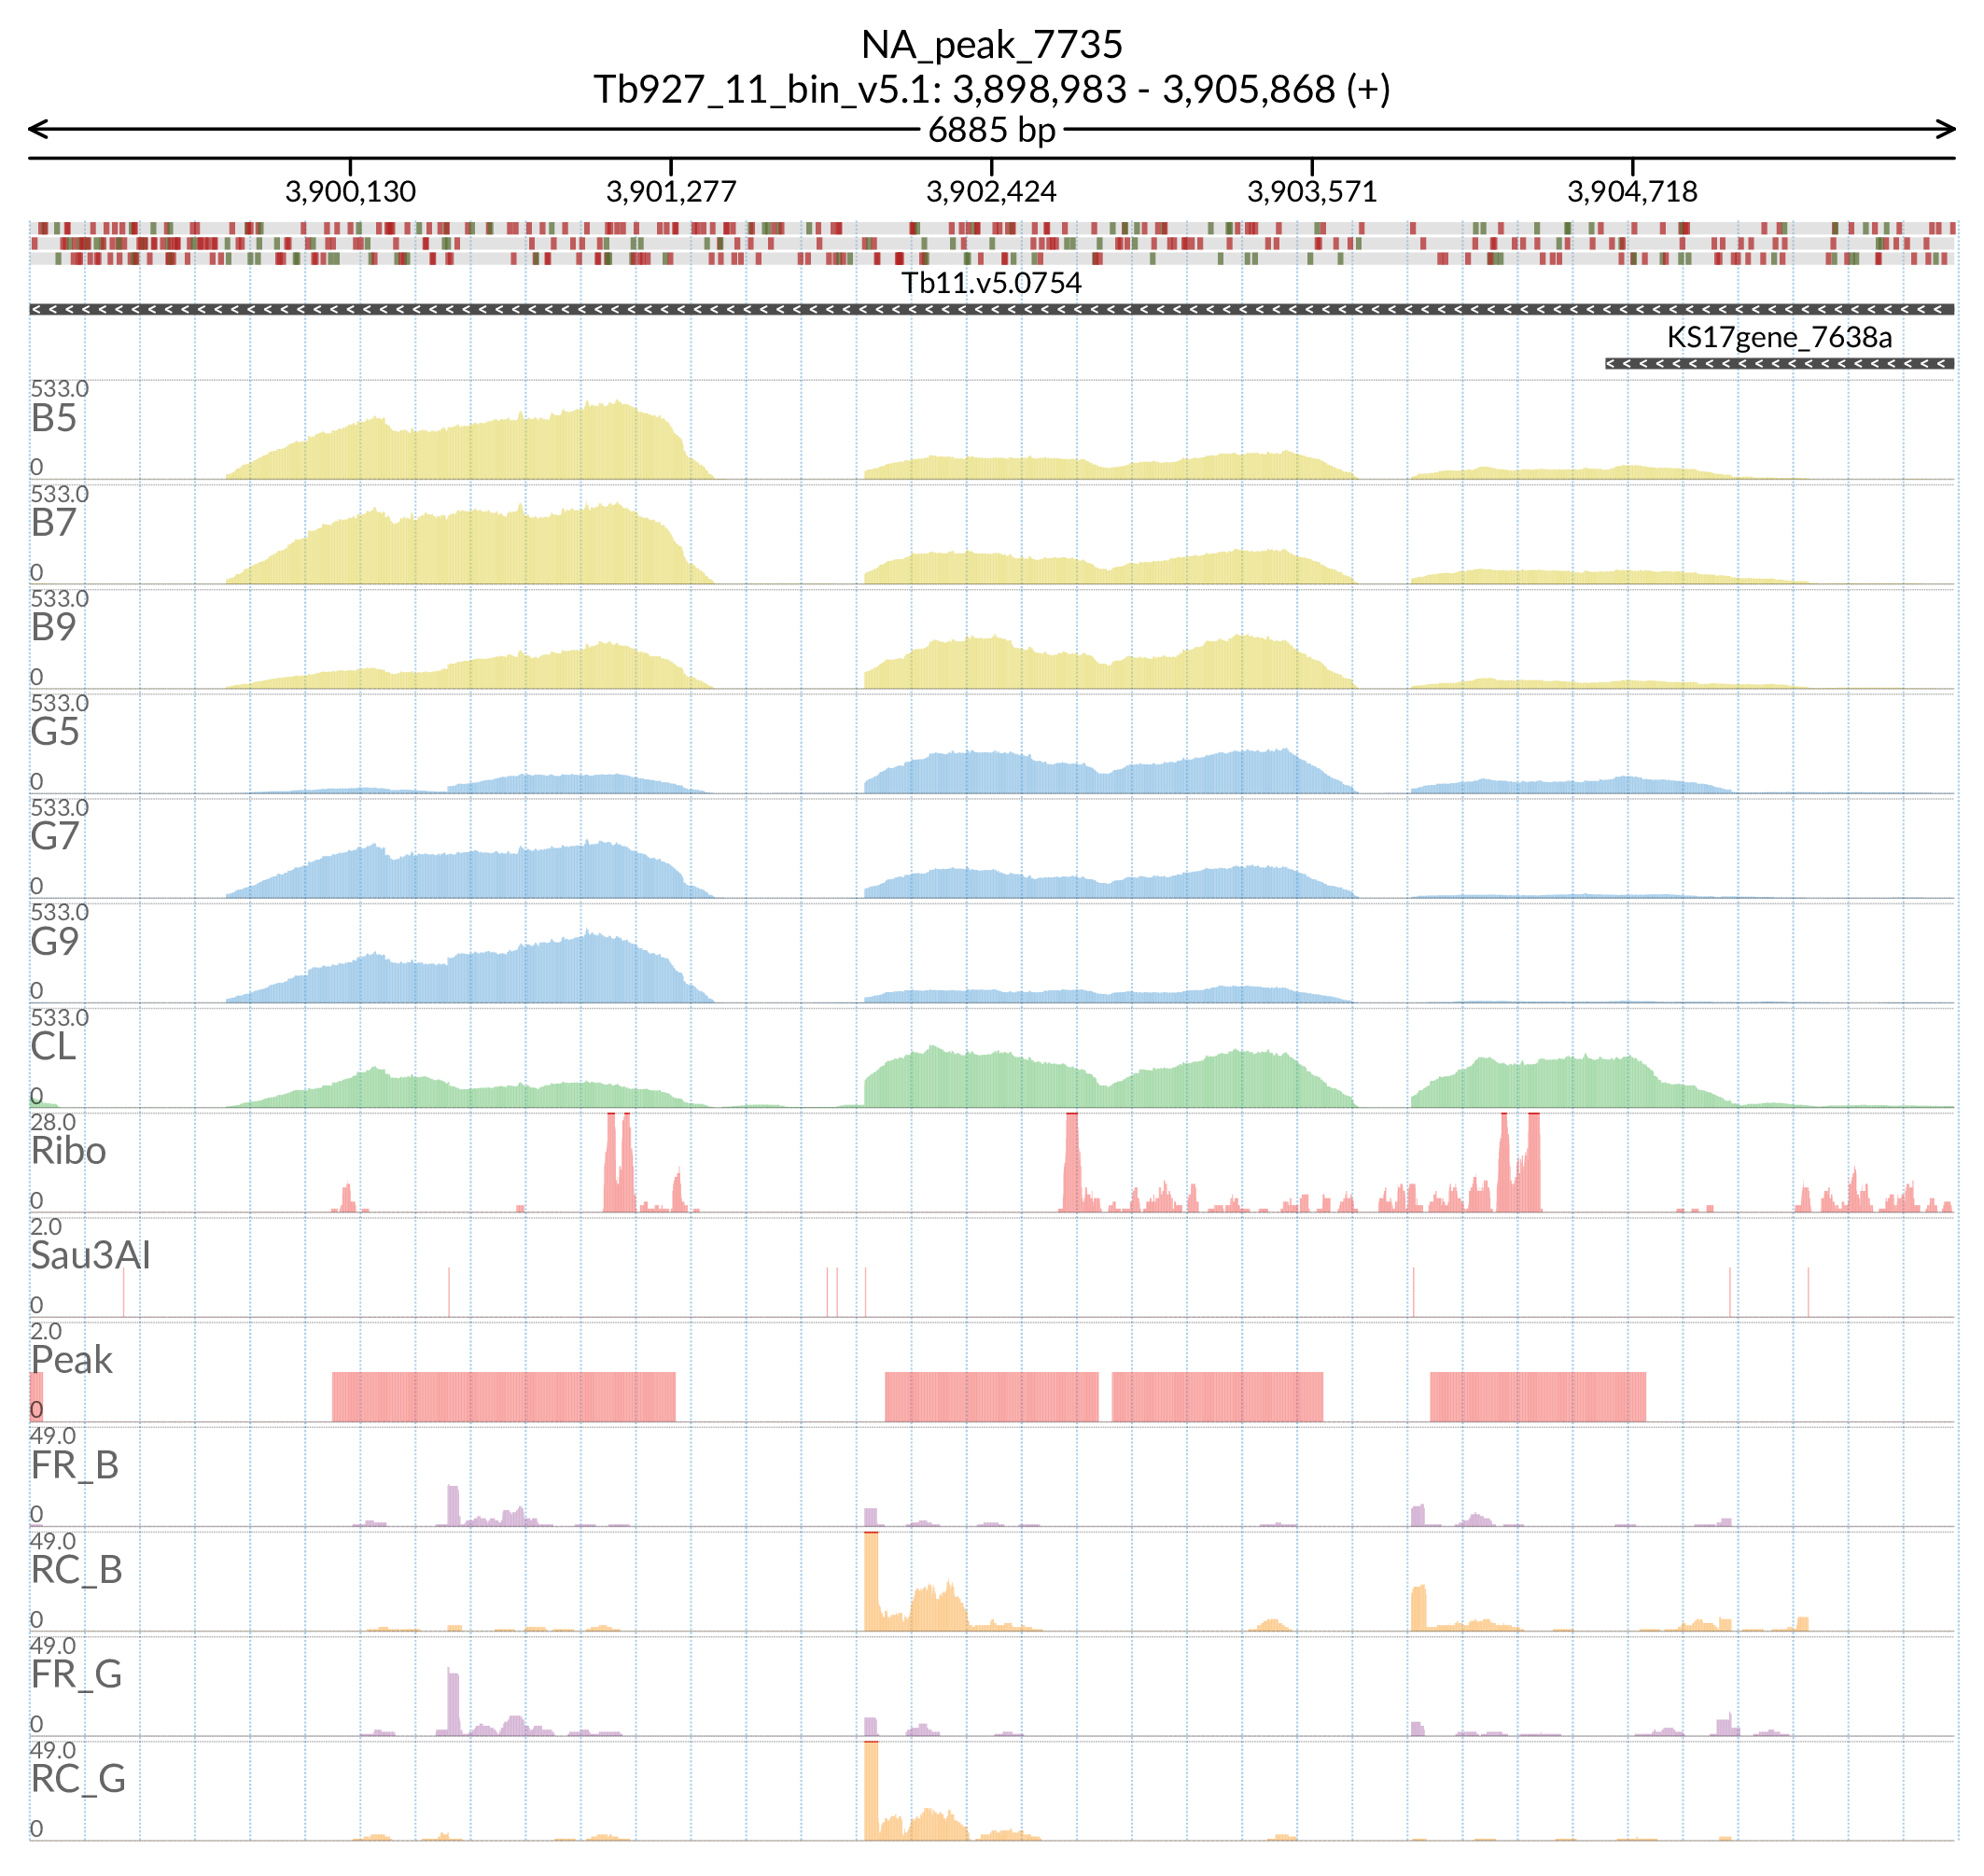 NA_peak_7735
Tb927_11_bin_v5.1: 3,898,983 - 3,905,868 (+)
6885 bp
3,900,130 3,901,277 3,902,424 3,903,571 3,904,718
Tb11.v5.0754
KS17gene_7638a
533.0
B5
0
533.0
B7
0
533.0
B9
0
533.0
G5
0
533.0
G7
0
533.0
G9
0
533.0
CL
0
28.0
Ribo
0
2.0
Sau3AI
0
2.0
Peak
0
49.0
FR_B
0
49.0
RC_B
0
49.0
FR_G
0
49.0
RC_G
0